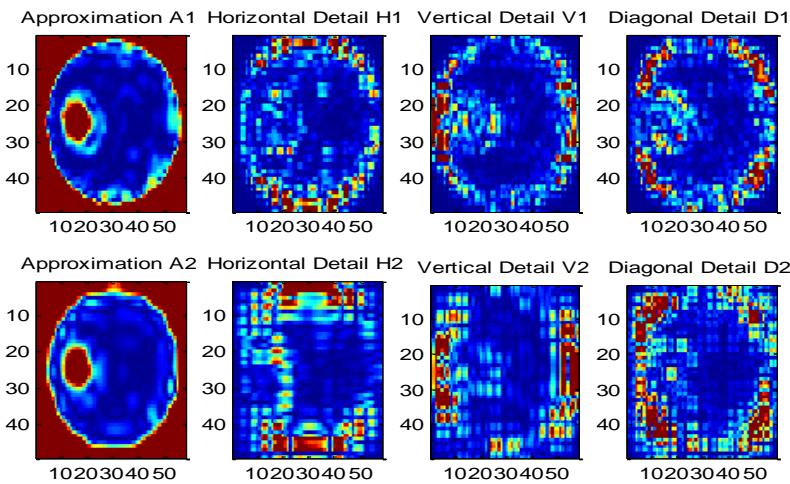 Approximation A1 Horizontal Detail H1 Vertical Detail V1 Diagonal Detail D1
10 10 10 10
20 20 20 20
30 30 30 30
40 40 40 40
1020304050 1020304050 1020304050 1020304050
Approximation A2 Horizontal Detail H2 Vertical Detail V2 Diagonal Detail D2
10 10 10 10
20 20 20 20
30 30 30 30
40 40 40 40
1020304050 1020304050 1020304050 1020304050